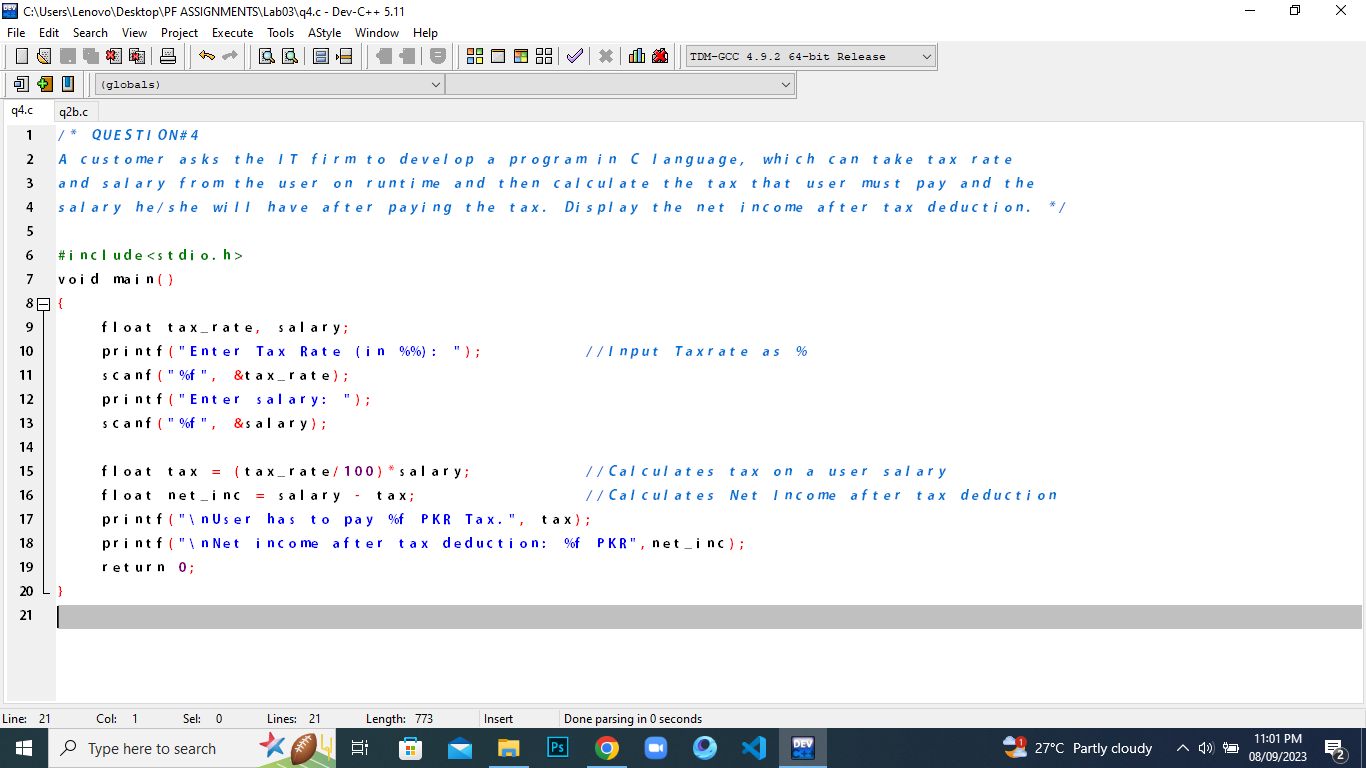 C:\Users\Lenovo\Desktop\PF ASSIGNMENTS\Lab03\q4.c - Dev-C++ 5.11
File Edit Search View Project Execute Tools AStyle Window Help
TDM-GCC 4.9.2 64-bit Release
(globals)
q4.c q2b.c
1 /* QUESTION#4
2 A customer asks the IT firm to develop a program in C language, which can take tax rate
3 and salary from the user on runtime and then calculate the tax that user must pay and the
4 salary he/she will have after paying the tax. Display the net income after tax deduction. */
5
6 #include<stdio.h>
7 void main()
8 {
9 float tax_rate, salary;
10 printf("Enter Tax Rate (in %%): "); //Input Taxrate as %
11 scanf("%f", &tax_rate);
12 printf("Enter salary: ");
13 scanf("%f", &salary);
14
15 float tax = (tax_rate/100)*salary; //Calculates tax on a user salary
16 float net_inc = salary - tax; //Calculates Net Income after tax deduction
17 printf("\nUser has to pay %f PKR Tax.", tax);
18 printf("\nNet income after tax deduction: %f PKR",net_inc);
19 return 0;
20 }
21
Line: 21 Col: 1 Sel: 0 Lines: 21 Length: 773 Insert Done parsing in 0 seconds
Type here to search Ps DEV 1 27°C Partly cloudy 11:01 PM
08/09/2023 2